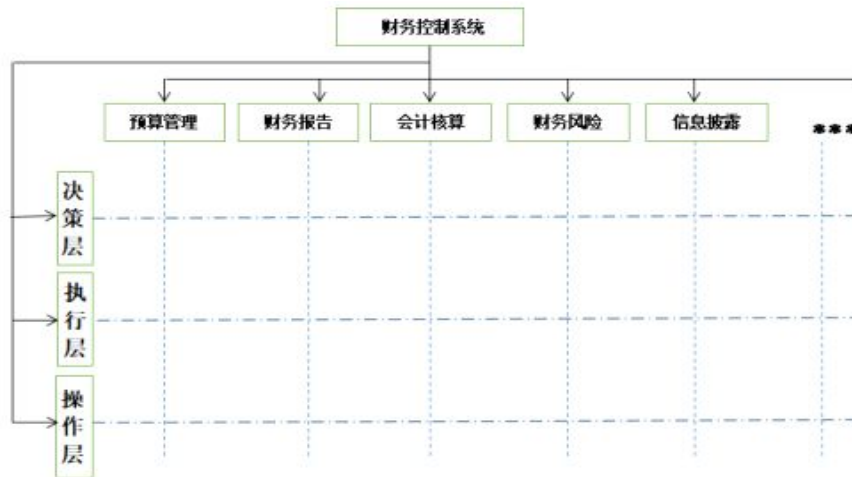 财务控制系统
预算管理
财务报告
会计核算
财务风险
信息披露
***
决策层
执行层
操作层